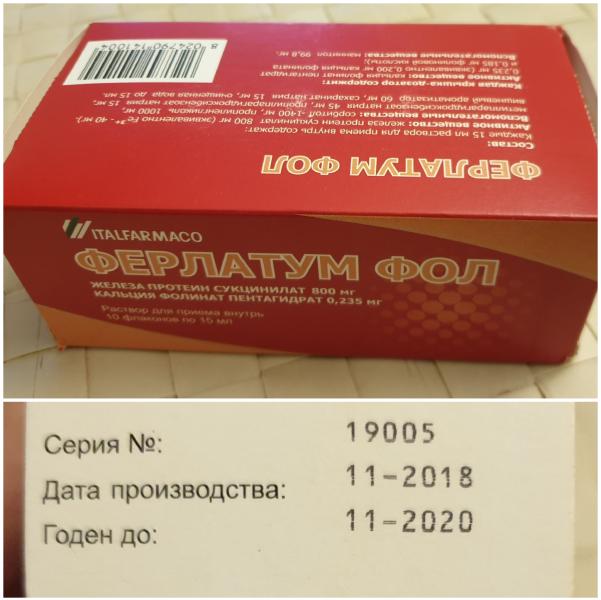 ФЕРЛАТУМ ФОЛ
Состав:
Каждые 15 мл раствора для приема внутрь содержат:
Активное вещество: железа протеин сукцинилат 800 мг (эквивалентно Fe 3+ - 40 мг).
Вспомогательные вещества: сорбитол-1400 мг, пропиленгликоль 1000 мг,
метилпарагидроксибензоат натрия 45 мг, пропилпарагидроксибензоат натрия 15 мг,
вишневый ароматизатор 60 мг, сахаринат натрия 15 мг, очищенная вода до 15 мл.
Каждая крышка-дозатор содержит:
Активное вещество: кальция фолинат пентагидрат
0,235 мг (эквивалентно 0,200 мг кальция фолината
0,185 мг фолиновой кислоты).
Вспомогательные вещества: маннитол 99,8 мг.
8 024790 141004
ITALFARMACO
ФЕРЛАТУМ ФОЛ
ЖЕЛЕЗА ПРОТЕИН СУКЦИНИЛАТ 800 мг
КАЛЬЦИЯ ФОЛИНАТ ПЕНТАГИДРАТ 0,235 мг
Раствор для приема внутрь
10 флаконов по 15 мл
Серия №: 19005
Дата производства: 11-2018
Годен до: 11-2020